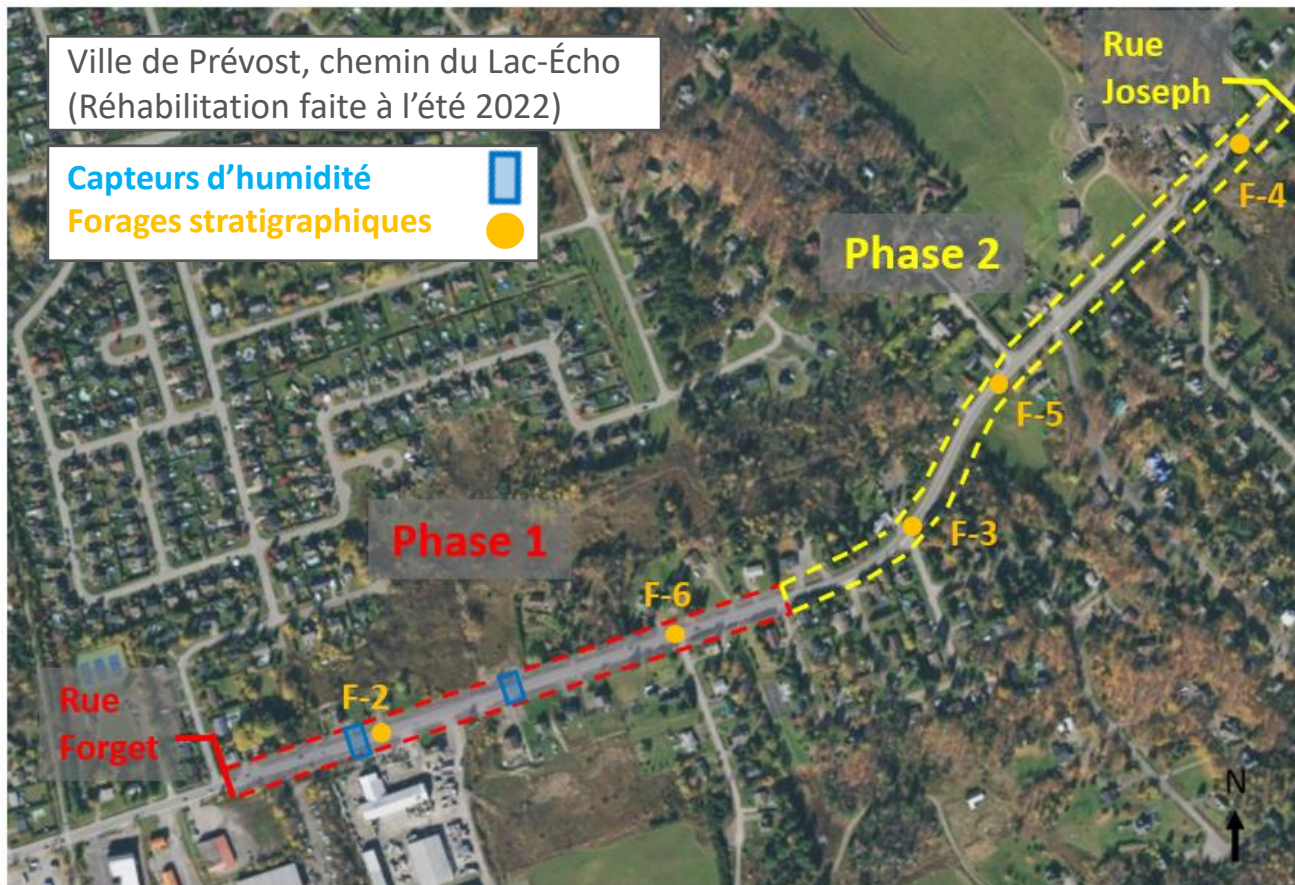 Ville de Prévost, chemin du Lac-Écho
(Réhabilitation faite à l'été 2022)
Capteurs d'humidité
Forages stratigraphiques
Rue
Joseph
F-4
Phase 2
F-5
F-3
Phase 1
F-6
F-2
Rue
Forget
N